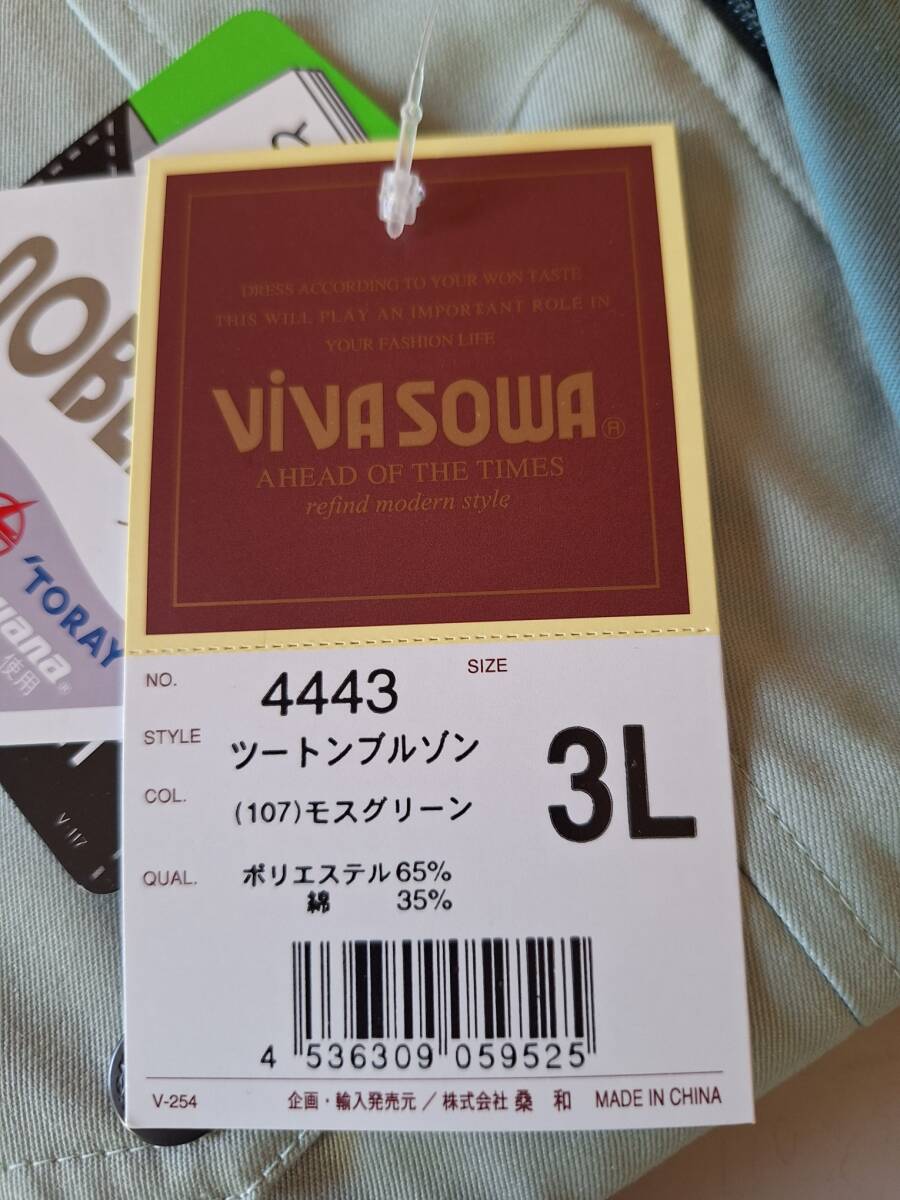 DRESS ACCORDING TO YOUR WON TASTE
THIS WILL PLAY AN IMPORTANT ROLE IN
YOUR FASHION LIFE
ViVA SOWA®
AHEAD OF THE TIMES
refind modern style
NO. 4443
SIZE 3L
STYLE ツートンブルゾン
COL. (107)モスグリーン
QUAL. ポリエステル 65%
綿 35%
4 536309 059525
V-254 企画・輸入発売元/株式会社 桑 和 MADE IN CHINA
'TORAY
使用
V-117